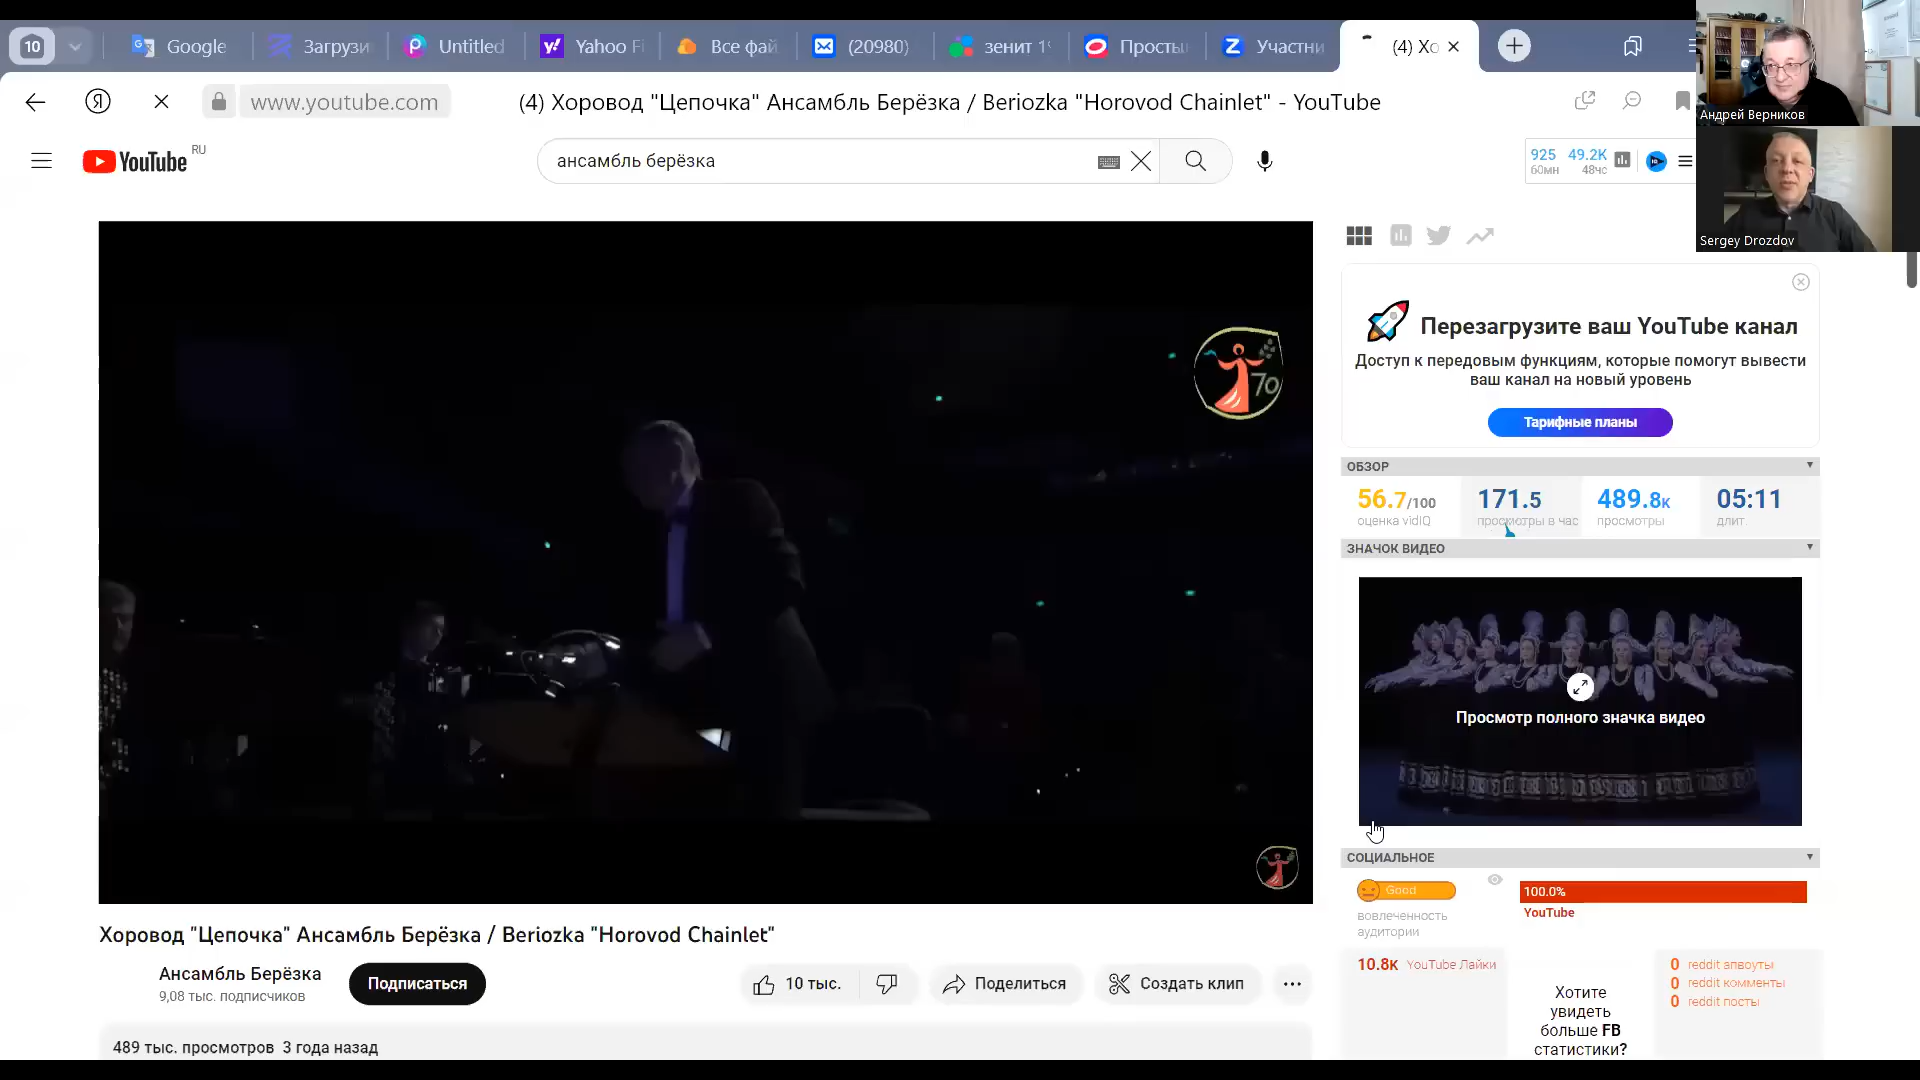 10
Google
Загрузи
Untitled
Yahoo Fi
Все фай
(20980)
зенит 1
Просты
Участни
(4) Хо
www.youtube.com
(4) Хоровод "Цепочка" Ансамбль Берёзка / Beriozka "Horovod Chainlet" - YouTube
Андрей Верников
YouTube
RU
ансамбль берёзка
925
60мн
49.2K
48чс
Sergey Drozdov
70
Перезагрузите ваш YouTube канал
Доступ к передовым функциям, которые помогут вывести
ваш канал на новый уровень
Тарифные планы
ОБЗОР
56.7/100
оценка vidIQ
171.5
просмотры в час
489.8K
просмотры
05:11
длит.
ЗНАЧОК ВИДЕО
Просмотр полного значка видео
СОЦИАЛЬНОЕ
Good
вовлеченность
аудитории
100.0%
YouTube
10.8K YouTube Лайки
Хотите
увидеть
больше FB
статистики?
0 reddit апвоуты
0 reddit комменты
0 reddit посты
Хоровод "Цепочка" Ансамбль Берёзка / Beriozka "Horovod Chainlet"
Ансамбль Берёзка
9,08 тыс. подписчиков
Подписаться
10 тыс.
Поделиться
Создать клип
489 тыс. просмотров 3 года назад